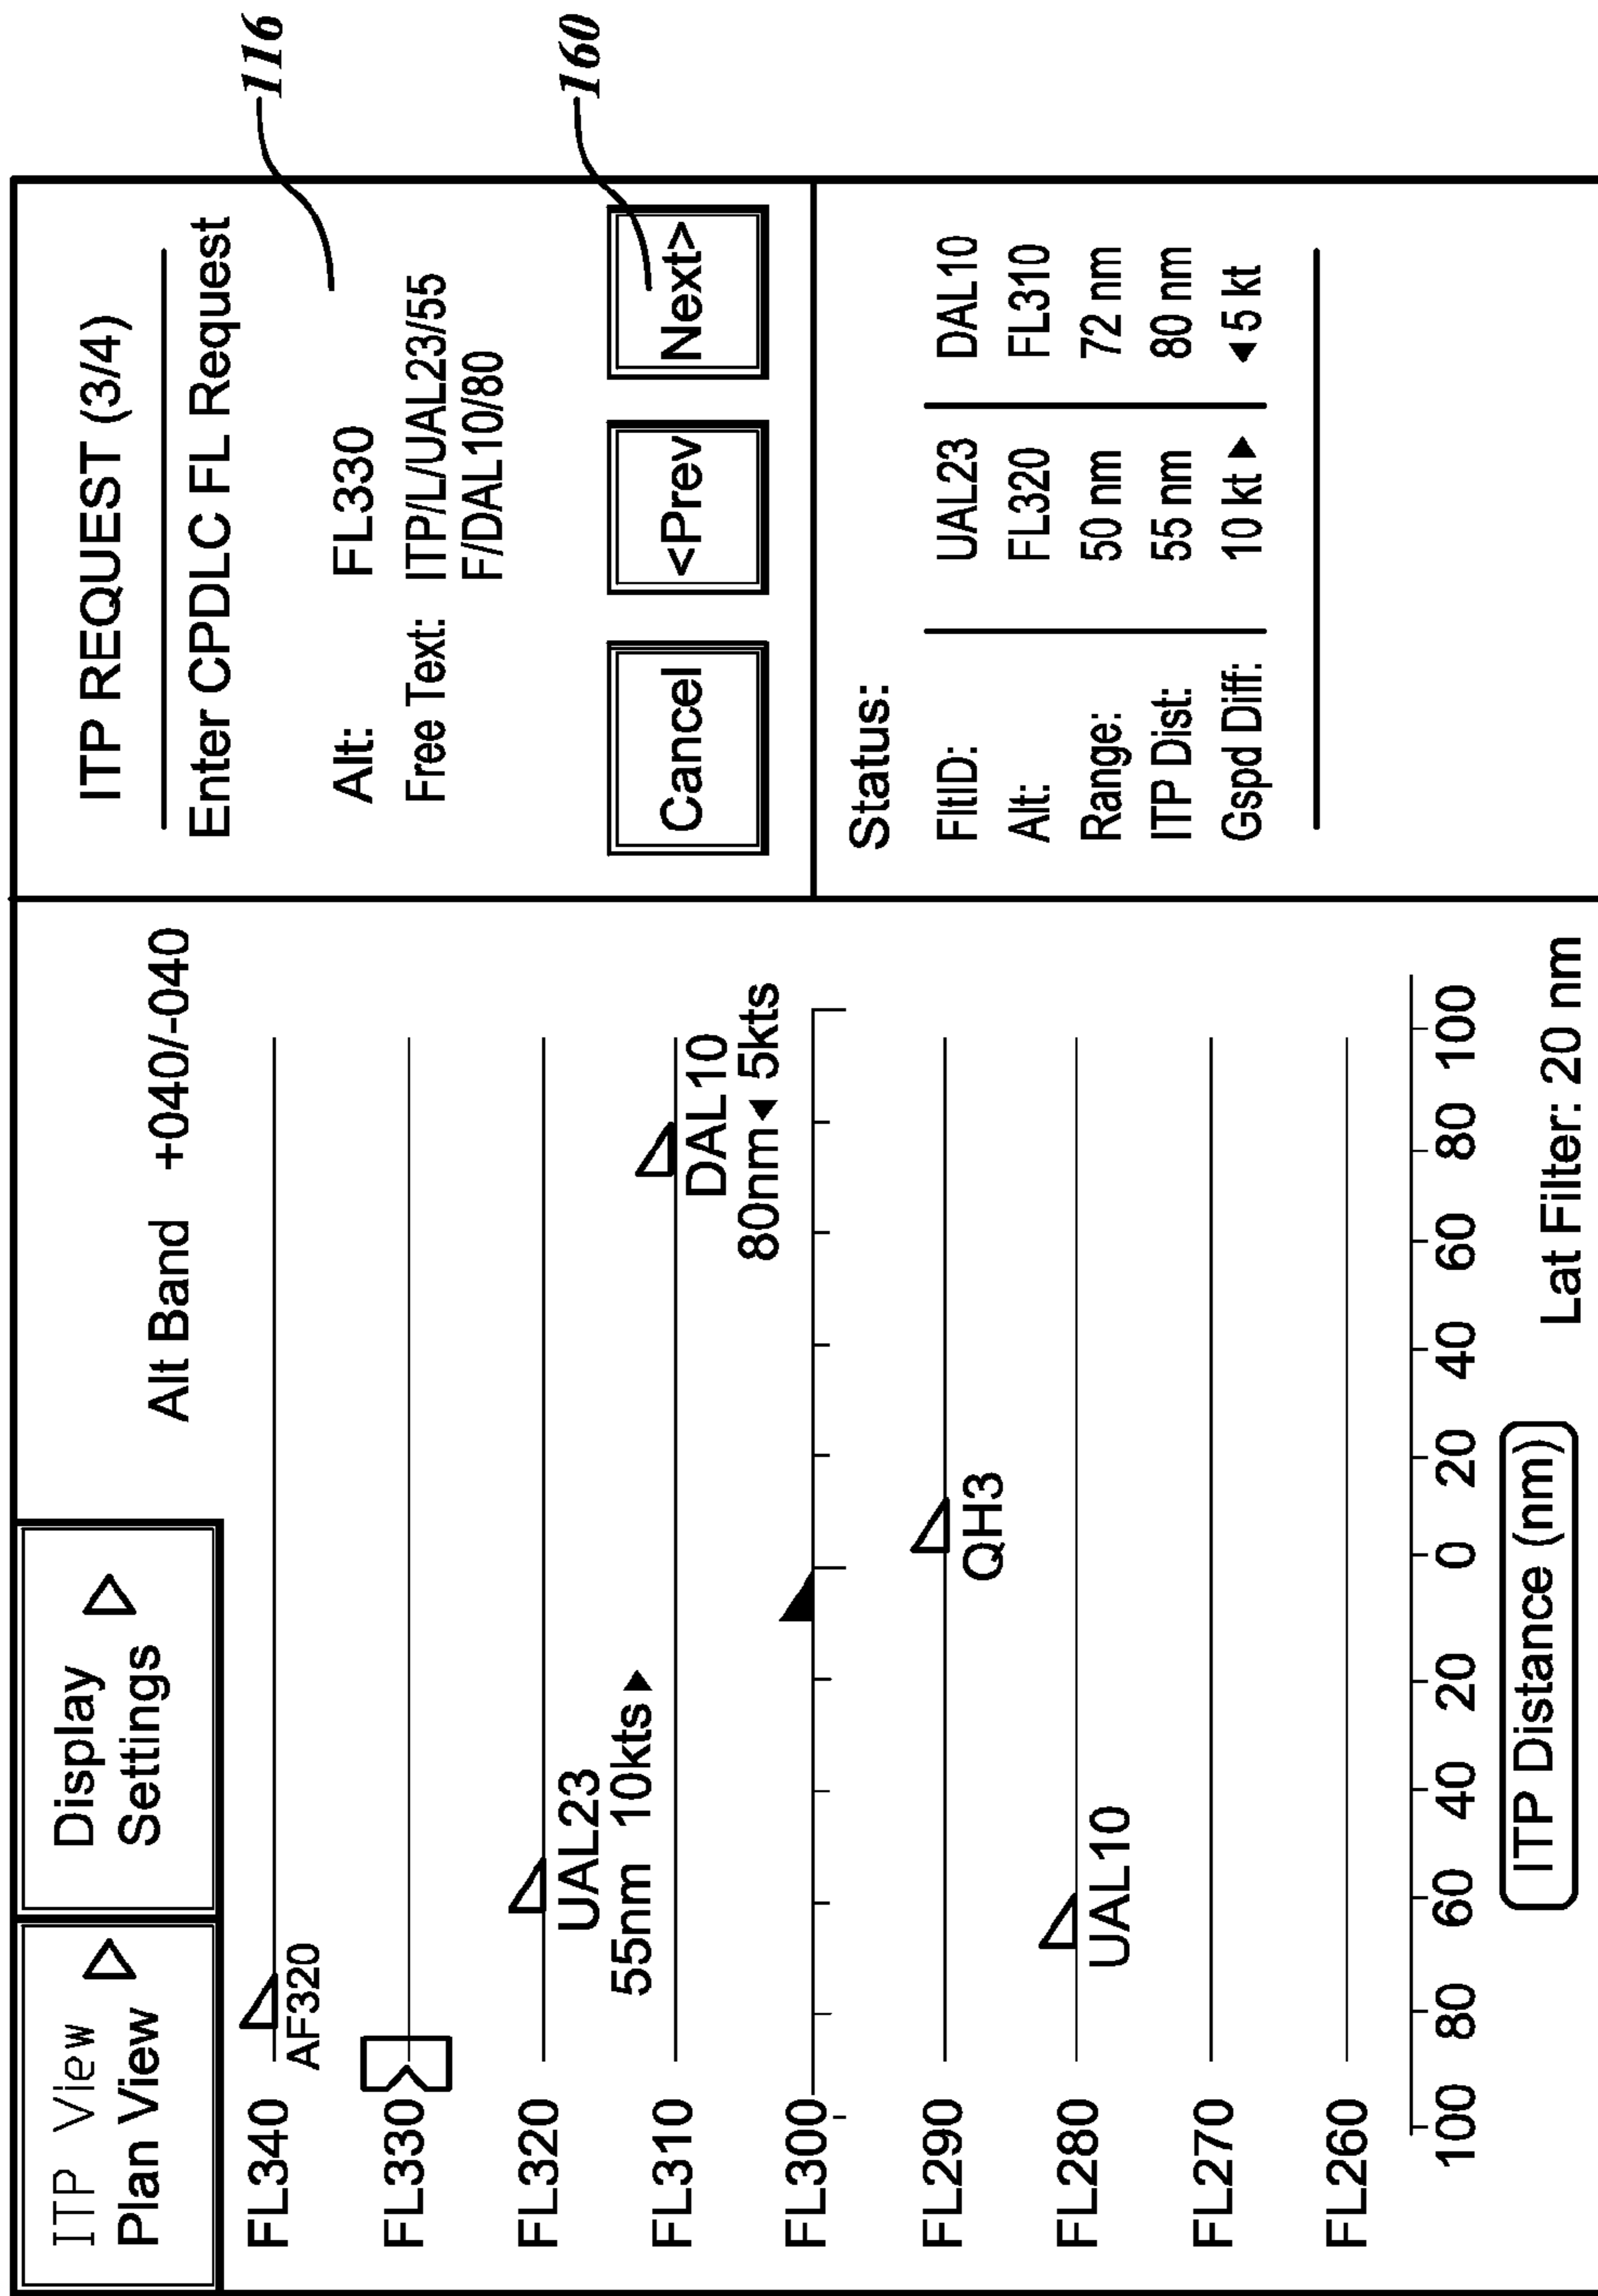 ITP View
Plan View
Display
Settings
Alt Band +040/-040
FL340
AF320
FL330
FL320
UAL23
55nm 10kts
FL310
DAL10
80nm 5kts
FL300
FL290
QH3
FL280
UAL10
FL270
FL260
100 80 60 40 20 0 20 40 60 80 100
ITP Distance (nm)
Lat Filter: 20 nm
ITP REQUEST (3/4)
Enter CPDLC FL Request
Alt: FL330
Free Text: ITP/L/UAL23/55
F/DAL10/80
Cancel <Prev Next>
Status:
FltID: UAL23 DAL10
Alt: FL320 FL310
Range: 50 nm 72 nm
ITP Dist: 55 nm 80 nm
Gspd Diff: 10 kt 5 kt
116
160